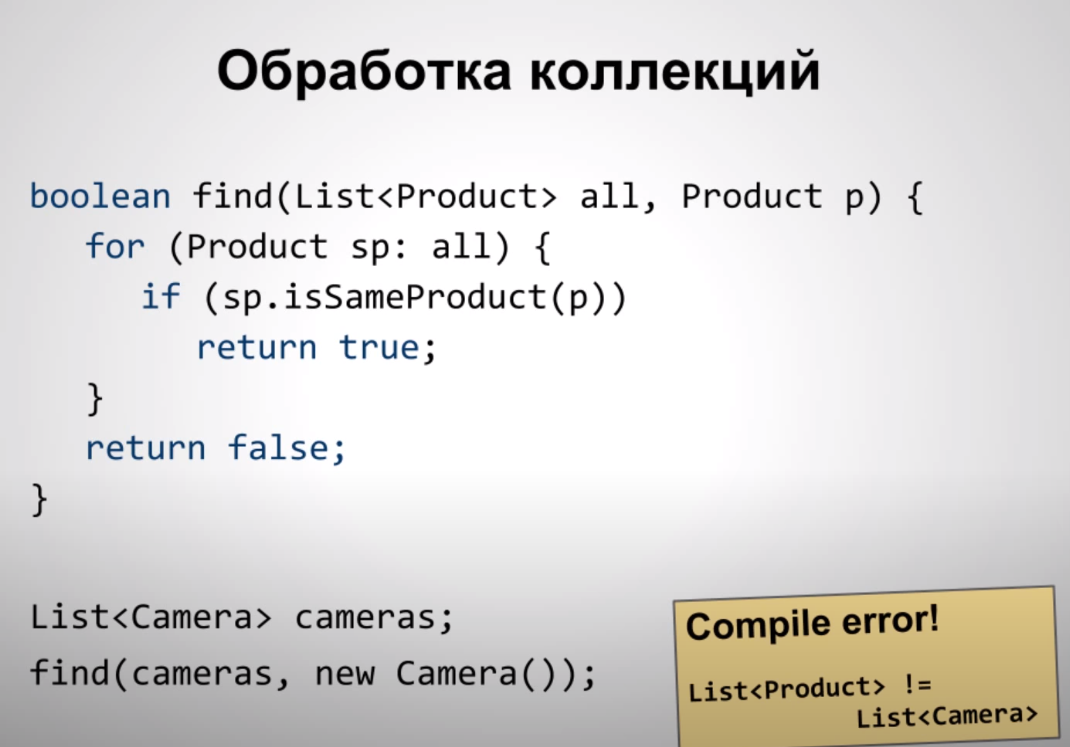 Обработка коллекций
boolean find(List<Product> all, Product p) {
for (Product sp: all) {
if (sp.isSameProduct(p))
return true;
}
return false;
}
List<Camera> cameras;
find(cameras, new Camera());
Compile error!
List<Product> !=
List<Camera>